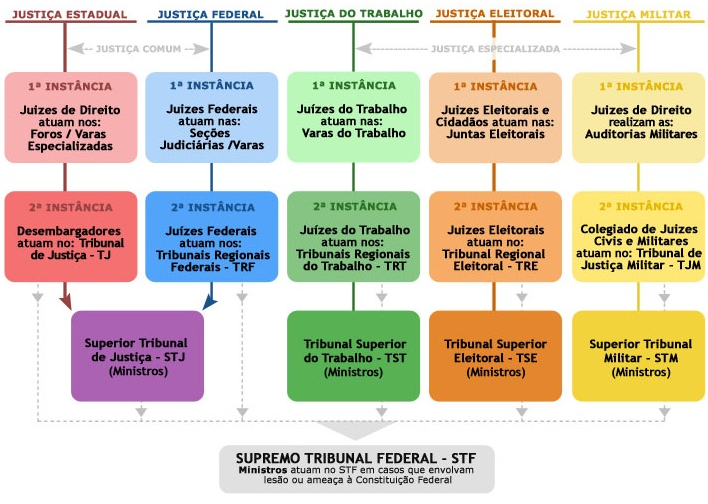 JUSTIÇA ESTADUAL
JUSTIÇA FEDERAL
JUSTIÇA DO TRABALHO
JUSTIÇA ELEITORAL
JUSTIÇA MILITAR
JUSTIÇA COMUM
JUSTIÇA ESPECIALIZADA
1ª INSTÂNCIA
Juizes de Direito
atuam nos:
Foros / Varas
Especializadas
1ª INSTÂNCIA
Juizes Federais
atuam nas:
Seções
Judiciárias /Varas
1ª INSTÂNCIA
Juízes do Trabalho
atuam nas:
Varas do Trabalho
1ª INSTÂNCIA
Juizes Eleitorais e
Cidadãos atuam nas:
Juntas Eleitorais
1ª INSTÂNCIA
Juizes de Direito
realizam as:
Auditorias Militares
2ª INSTÂNCIA
Desembargadores
atuam no: Tribunal
de Justiça - TJ
2ª INSTÂNCIA
Juízes Federais
atuam nos:
Tribunais Regionais
Federais - TRF
2ª INSTÂNCIA
Juízes do Trabalho
atuam nos:
Tribunais Regionais
do Trabalho - TRT
2ª INSTÂNCIA
Juizes Eleitorais
atuam no:
Tribunal Regional
Eleitoral - TRE
2ª INSTÂNCIA
Colegiado de Juizes
Civis e Militares
atuam no: Tribunal de
Justiça Militar - TJM
Superior Tribunal
de Justiça - STJ
(Ministros)
Tribunal Superior
do Trabalho - TST
(Ministros)
Tribunal Superior
Eleitoral - TSE
(Ministros)
Superior Tribunal
Militar - STM
(Ministros)
SUPREMO TRIBUNAL FEDERAL - STF
Ministros atuam no STF em casos que envolvam
lesão ou ameaça à Constituição Federal